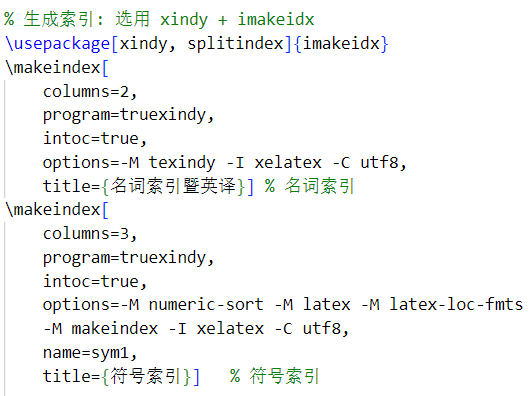 % 生成索引: 选用 xindy + imakeidx
\usepackage[xindy, splitindex]{imakeidx}
\makeindex[
columns=2,
program=truexindy,
intoc=true,
options=-M texindy -I xelatex -C utf8,
title={名词索引暨英译}] % 名词索引
\makeindex[
columns=3,
program=truexindy,
intoc=true,
options=-M numeric-sort -M latex -M latex-loc-fmts
-M makeindex -I xelatex -C utf8,
name=sym1,
title={符号索引}] % 符号索引